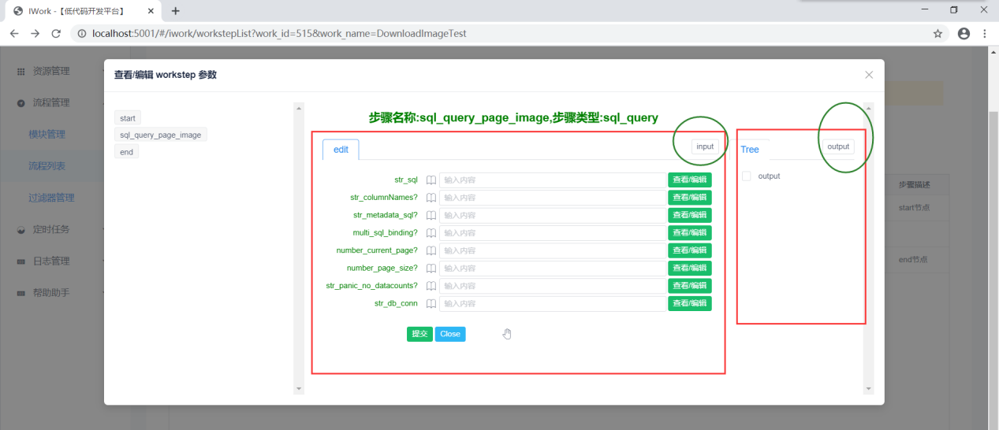 IWork -【低代码开发平台】
localhost:5001/#/iwork/workstepList?work_id=515&work_name=DownloadImageTest
资源管理
流程管理
模块管理
流程列表
过滤器管理
定时任务
日志管理
帮助助手
查看/编辑 workstep 参数
start
sql_query_page_image
end
步骤名称:sql_query_page_image,步骤类型:sql_query
edit
input
str_sql 输入内容 查看/编辑
str_columnNames? 输入内容 查看/编辑
str_metadata_sql? 输入内容 查看/编辑
multi_sql_binding? 输入内容 查看/编辑
number_current_page? 输入内容 查看/编辑
number_page_size? 输入内容 查看/编辑
str_panic_no_datacounts? 输入内容 查看/编辑
str_db_conn 输入内容 查看/编辑
提交 Close
Tree
output
output
步骤描述
start节点
end节点